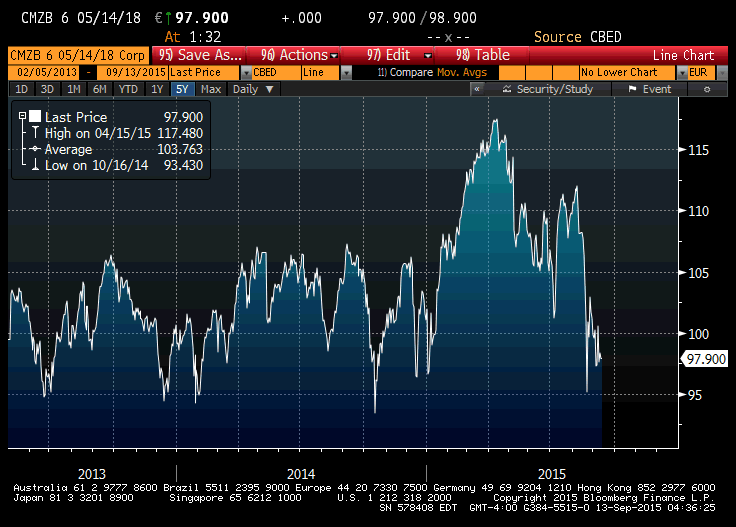 CMZB 6 05/14/18 €↑97.900 +.000 97.900 / 98.900
At 1:32 --x-- Source CBED
CMZB 6 05/14/18 Corp 95) Save As... 96) Actions 97) Edit 98) Table Line Chart
02/05/2013 - 09/13/2015 Last Price CBED Line 11) Compare Mov. Avgs No Lower Chart EUR
1D 3D 1M 6M YTD 1Y 5Y Max Daily « Security/Study Event
Last Price 97.900
High on 04/15/15 117.480
Average 103.763
Low on 10/16/14 93.430
115
110
105
100
97.900
95
2013 2014 2015
Australia 61 2 9777 8600 Brazil 5511 2395 9000 Europe 44 20 7330 7500 Germany 49 69 9204 1210 Hong Kong 852 2977 6000
Japan 81 3 3201 8900 Singapore 65 6212 1000 U.S. 1 212 318 2000 Copyright 2015 Bloomberg Finance L.P.
SN 578408 EDT GMT-4:00 G384-5515-0 13-Sep-2015 04:36:25